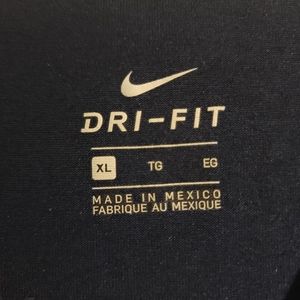 DRI-FIT
XL TG EG
MADE IN MEXICO
FABRIQUE AU MEXIQUE